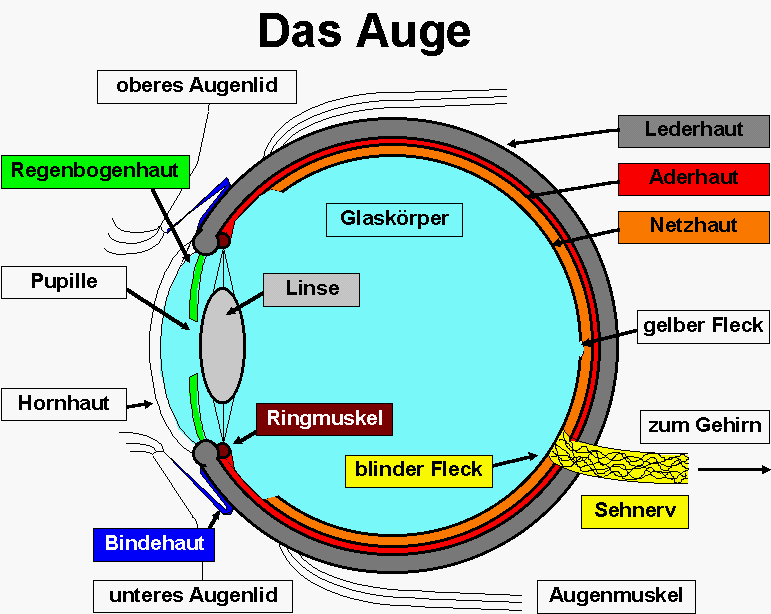 Das Auge
oberes Augenlid
Lederhaut
Regenbogenhaut
Aderhaut
Glaskörper
Netzhaut
Pupille
Linse
gelber Fleck
Hornhaut
Ringmuskel
zum Gehirn
blinder Fleck
Sehnerv
Bindehaut
unteres Augenlid
Augenmuskel